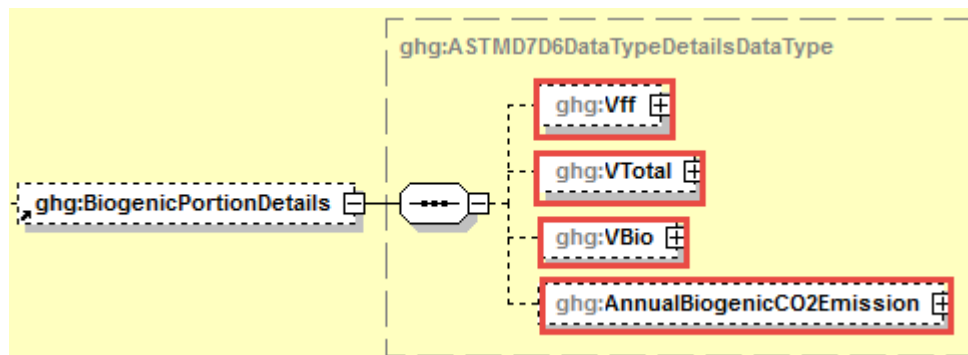 ghg:ASTMD7D6DataTypeDetailsDataType
ghg:Vff
ghg:VTotal
ghg:BiogenicPortionDetails
ghg:VBio
ghg:AnnualBiogenicCO2Emission